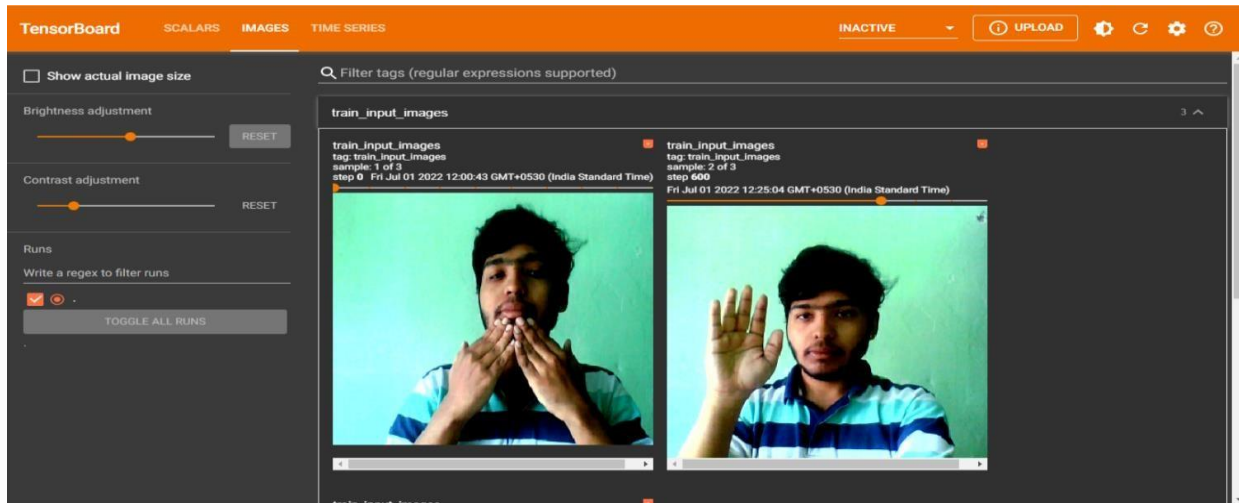 TensorBoard SCALARS IMAGES TIME SERIES INACTIVE UPLOAD
Show actual image size
Brightness adjustment
RESET
Contrast adjustment
RESET
Runs
Write a regex to filter runs
.
TOGGLE ALL RUNS
.
Filter tags (regular expressions supported)
train_input_images 3
train_input_images
tag: train_input_images
sample: 1 of 3
step 0 Fri Jul 01 2022 12:00:43 GMT+0530 (India Standard Time)
train_input_images
tag: train_input_images
sample: 2 of 3
step 600
Fri Jul 01 2022 12:25:04 GMT+0530 (India Standard Time)
train_input_images